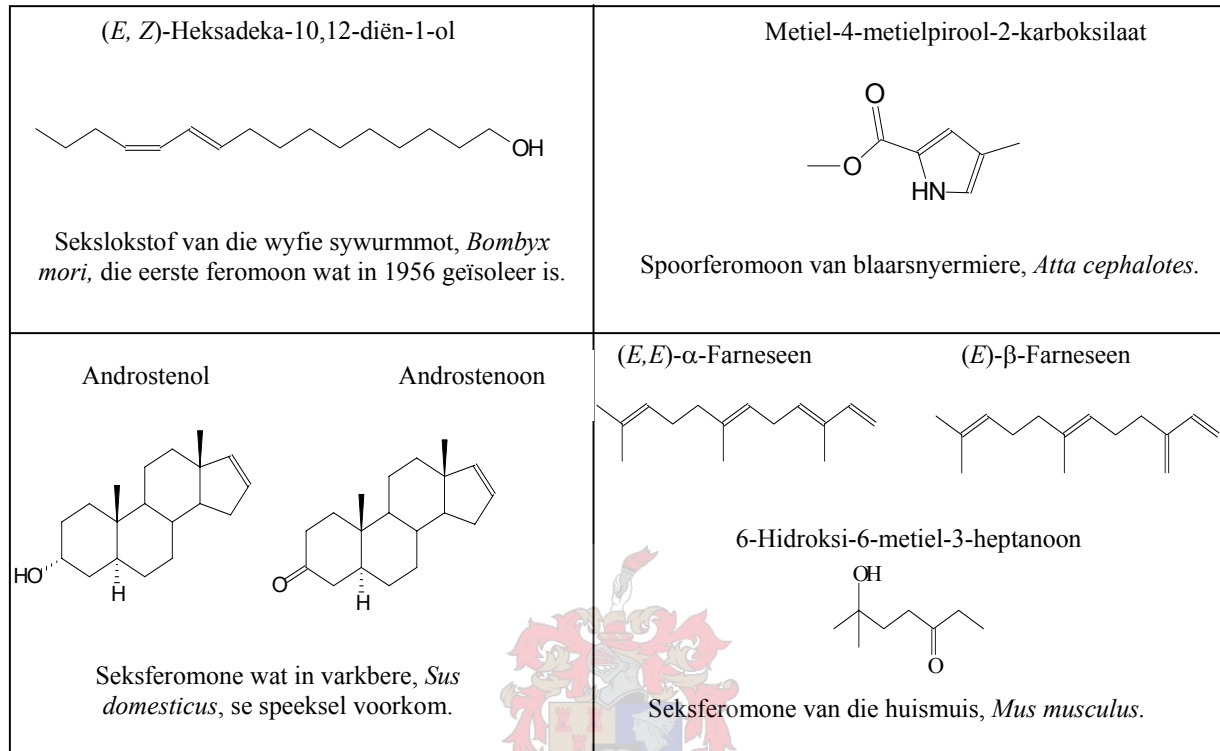 (E, Z)-Heksadeka-10,12-diën-1-ol
OH
Sekslokstof van die wyfie sywurmmot, Bombyx
mori, die eerste feromoon wat in 1956 geïsoleer is.
Metiel-4-metielpirool-2-karboksilaat
O
O
HN
Spoorferomoon van blaarsnyermiere, Atta cephalotes.
Androstenol
Androstenoon
HO
H
O
H
Seksferomone wat in varkbere, Sus
domesticus, se speeksel voorkom.
(E,E)-α-Farneseen
(E)-β-Farneseen
6-Hidroksi-6-metiel-3-heptanoon
OH
O
Seksferomone van die huismuis, Mus musculus.